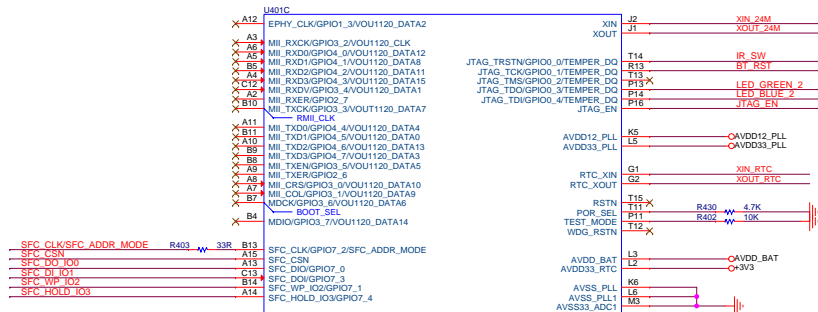 U401C
A12 EPHY_CLK/GPIO1_3/VOU1120_DATA2
A3 MII_RXCK/GPIO3_2/VOU1120_CLK
A6 MII_RXD0/GPIO4_0/VOU1120_DATA12
A5 MII_RXD1/GPIO4_1/VOU1120_DATA8
B5 MII_RXD2/GPIO4_2/VOU1120_DATA11
A4 MII_RXD3/GPIO4_3/VOU1120_DATA15
C12 MII_RXDV/GPIO3_4/VOU1120_DATA1
A2 MII_RXER/GPIO2_7
B10 MII_TXCK/GPIO3_3/VOUT1120_DATA7
RMII_CLK
A11 MII_TXD0/GPIO4_4/VOU1120_DATA4
B11 MII_TXD1/GPIO4_5/VOU1120_DATA0
A10 MII_TXD2/GPIO4_6/VOU1120_DATA13
B9 MII_TXD3/GPIO4_7/VOU1120_DATA3
B8 MII_TXEN/GPIO3_5/VOU1120_DATA5
A9 MII_TXER/GPIO2_6
A8 MII_CRS/GPIO3_0/VOU1120_DATA10
A7 MII_COL/GPIO3_1/VOU1120_DATA9
B7 MDCK/GPIO3_6/VOU1120_DATA6
BOOT_SEL
B4 MDIO/GPIO3_7/VOU1120_DATA14
SFC_CLK/SFC_ADDR_MODE R403 33R B13 SFC_CLK/GPIO7_2/SFC_ADDR_MODE
SFC_CSN A15 SFC_CSN
SFC_DO_IO0 A13 SFC_DIO/GPIO7_0
SFC_DI_IO1 C13 SFC_DOI/GPIO7_3
SFC_WP_IO2 B14 SFC_WP_IO2/GPIO7_1
SFC_HOLD_IO3 A14 SFC_HOLD_IO3/GPIO7_4
XIN J2 XIN_24M
XOUT J1 XOUT_24M
JTAG_TRSTN/GPIO0_0/TEMPER_DQ T14 IR_SW
JTAG_TCK/GPIO0_1/TEMPER_DQ R13 BT_RST
JTAG_TMS/GPIO0_2/TEMPER_DQ T13
JTAG_TDO/GPIO0_3/TEMPER_DQ P13 LED_GREEN_2
JTAG_TDI/GPIO0_4/TEMPER_DQ P14 LED_BLUE_2
JTAG_EN P16 JTAG_EN
AVDD12_PLL K5 AVDD12_PLL
AVDD33_PLL L5 AVDD33_PLL
RTC_XIN G1 XIN_RTC
RTC_XOUT G2 XOUT_RTC
RSTN T15
POR_SEL T11 R430 4.7K
TEST_MODE P11 R402 10K
WDG_RSTN T12
AVDD_BAT L3 AVDD_BAT
AVDD33_RTC L2 +3V3
AVSS_PLL K6
AVSS_PLL1 L6
AVSS33_ADC1 M3